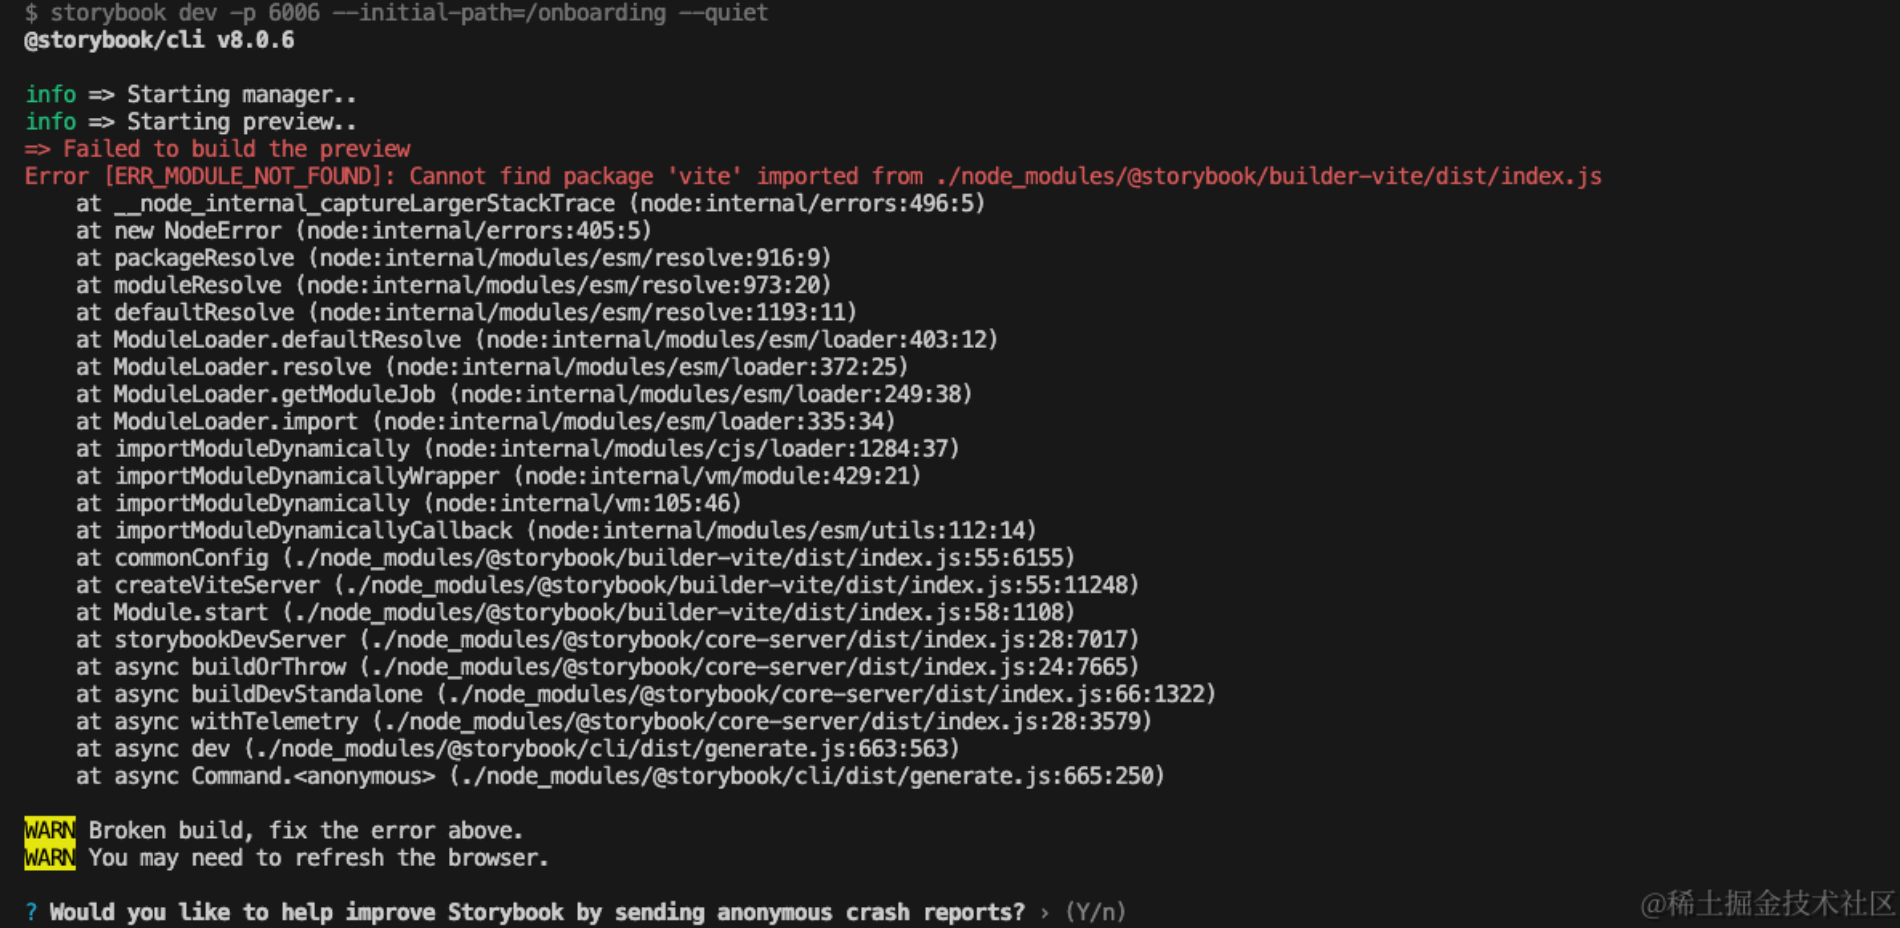 $ storybook dev -p 6006 --initial-path=/onboarding --quiet
@storybook/cli v8.0.6
info => Starting manager..
info => Starting preview..
=> Failed to build the preview
Error [ERR_MODULE_NOT_FOUND]: Cannot find package 'vite' imported from ./node_modules/@storybook/builder-vite/dist/index.js
    at __node_internal_captureLargerStackTrace (node:internal/errors:496:5)
    at new NodeError (node:internal/errors:405:5)
    at packageResolve (node:internal/modules/esm/resolve:916:9)
    at moduleResolve (node:internal/modules/esm/resolve:973:20)
    at defaultResolve (node:internal/modules/esm/resolve:1193:11)
    at ModuleLoader.defaultResolve (node:internal/modules/esm/loader:403:12)
    at ModuleLoader.resolve (node:internal/modules/esm/loader:372:25)
    at ModuleLoader.getModuleJob (node:internal/modules/esm/loader:249:38)
    at ModuleLoader.import (node:internal/modules/esm/loader:335:34)
    at importModuleDynamically (node:internal/modules/cjs/loader:1284:37)
    at importModuleDynamicallyWrapper (node:internal/vm/module:429:21)
    at importModuleDynamically (node:internal/vm:105:46)
    at importModuleDynamicallyCallback (node:internal/modules/esm/utils:112:14)
    at commonConfig (./node_modules/@storybook/builder-vite/dist/index.js:55:6155)
    at createViteServer (./node_modules/@storybook/builder-vite/dist/index.js:55:11248)
    at Module.start (./node_modules/@storybook/builder-vite/dist/index.js:58:1108)
    at storybookDevServer (./node_modules/@storybook/core-server/dist/index.js:28:7017)
    at async buildOrThrow (./node_modules/@storybook/core-server/dist/index.js:24:7665)
    at async buildDevStandalone (./node_modules/@storybook/core-server/dist/index.js:66:1322)
    at async withTelemetry (./node_modules/@storybook/core-server/dist/index.js:28:3579)
    at async dev (./node_modules/@storybook/cli/dist/generate.js:663:563)
    at async Command.<anonymous> (./node_modules/@storybook/cli/dist/generate.js:665:250)
WARN Broken build, fix the error above.
WARN You may need to refresh the browser.
? Would you like to help improve Storybook by sending anonymous crash reports? › (Y/n)
@稀土掘金技术社区